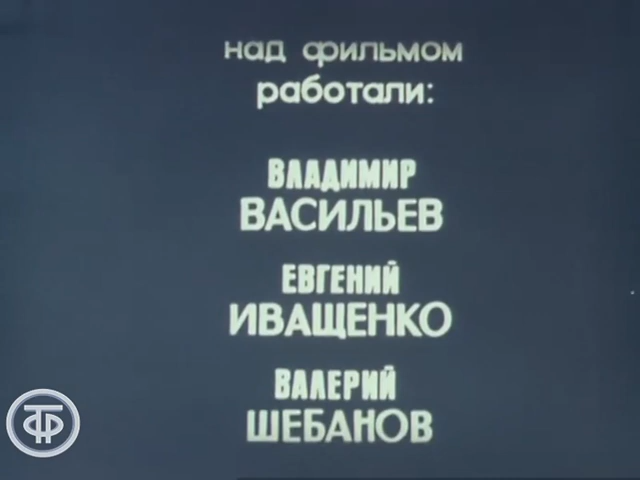 над фильмом
работали:
ВЛАДИМИР
ВАСИЛЬЕВ
ЕВГЕНИЙ
ИВАЩЕНКО
ВАЛЕРИЙ
ШЕБАНОВ